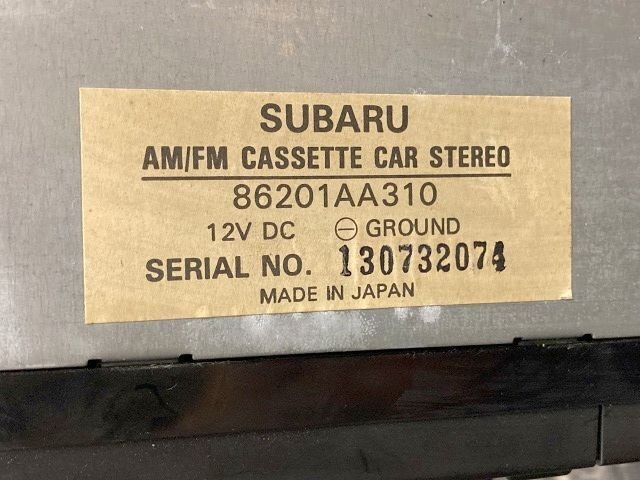 SUBARU
AM/FM CASSETTE CAR STEREO
86201AA310
12V DC ⊖ GROUND
SERIAL NO. 130732074
MADE IN JAPAN